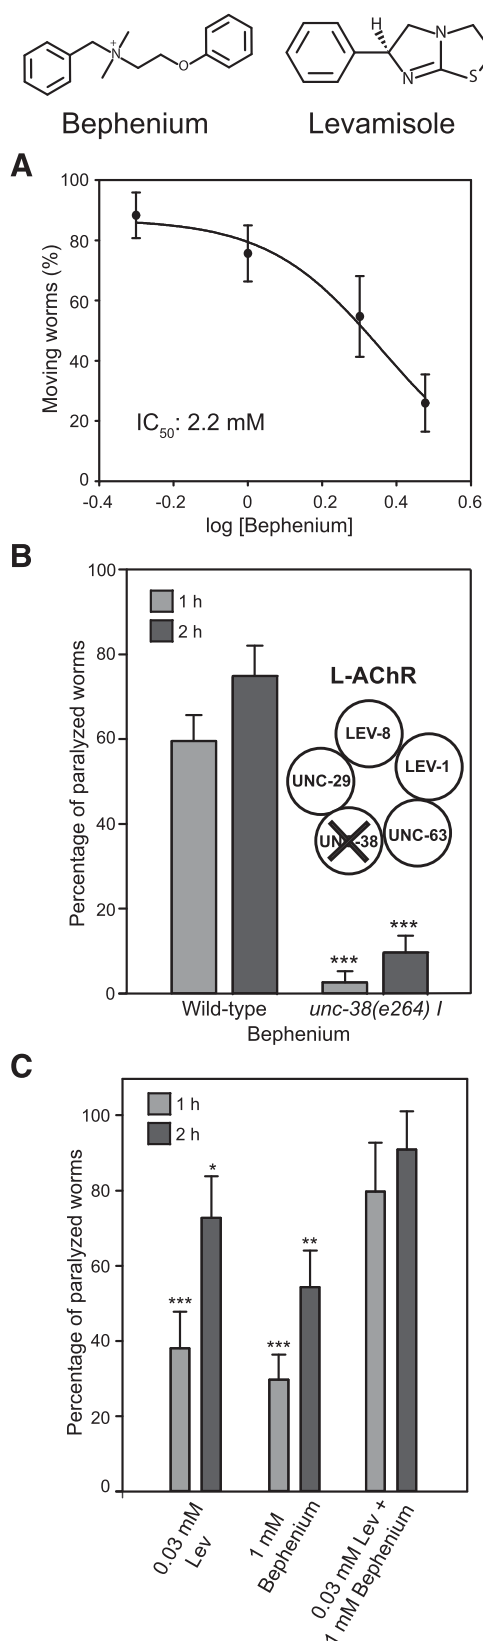 N
+
O
H
N
N
S
Bephenium
Levamisole
A
100
80
60
40
20
0
Moving worms (%)
IC50: 2.2 mM
-0.4 -0.2 0 0.2 0.4 0.6
log [Bephenium]
B
100
80
60
40
20
0
Percentage of paralyzed worms
1 h
2 h
L-AChR
LEV-8
LEV-1
UNC-29
UNC-63
UNC-38
***
***
Wild-type
unc-38(e264) I
Bephenium
C
100
80
60
40
20
0
Percentage of paralyzed worms
1 h
2 h
***
*
***
**
0.03 mM
Lev
1 mM
Bephenium
0.03 mM Lev +
1 mM Bephenium